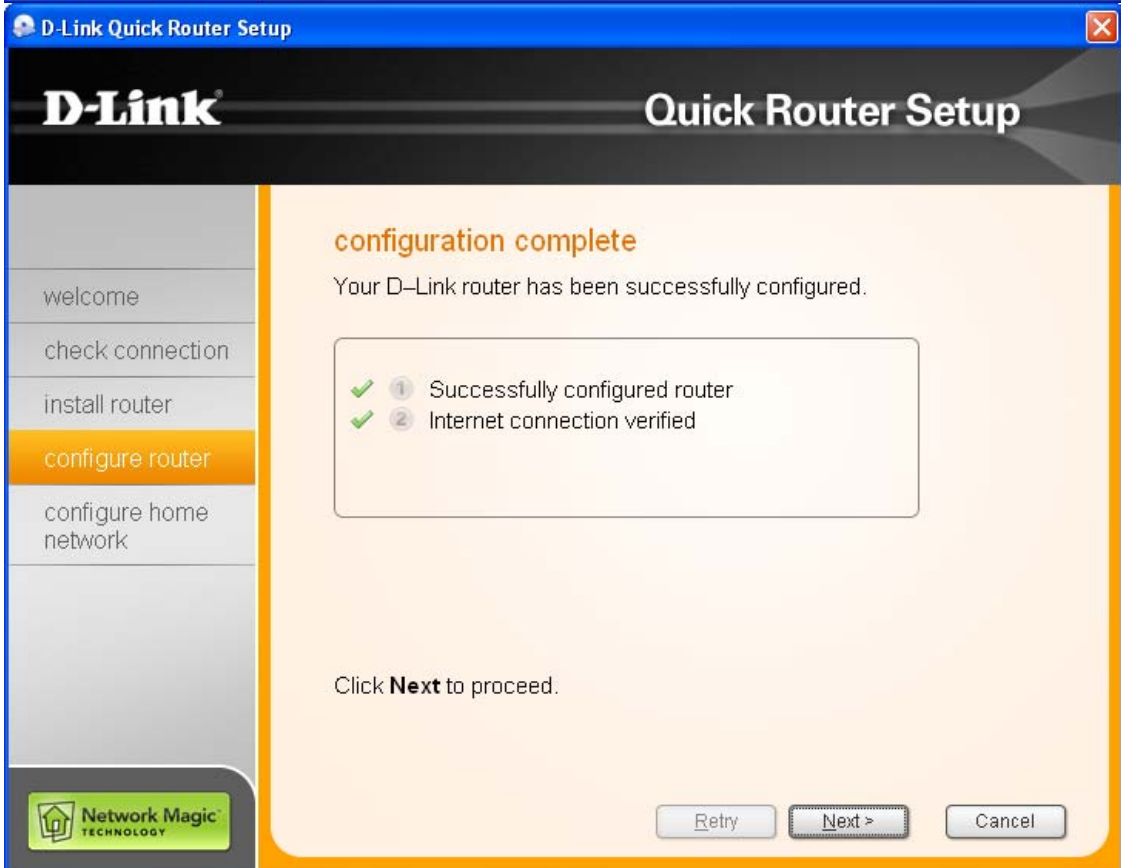 D-Link Quick Router Setup
D-Link
Quick Router Setup
welcome
check connection
install router
configure router
configure home
network
configuration complete
Your D–Link router has been successfully configured.
1 Successfully configured router
2 Internet connection verified
Click Next to proceed.
Network Magic
TECHNOLOGY
Retry
Next >
Cancel